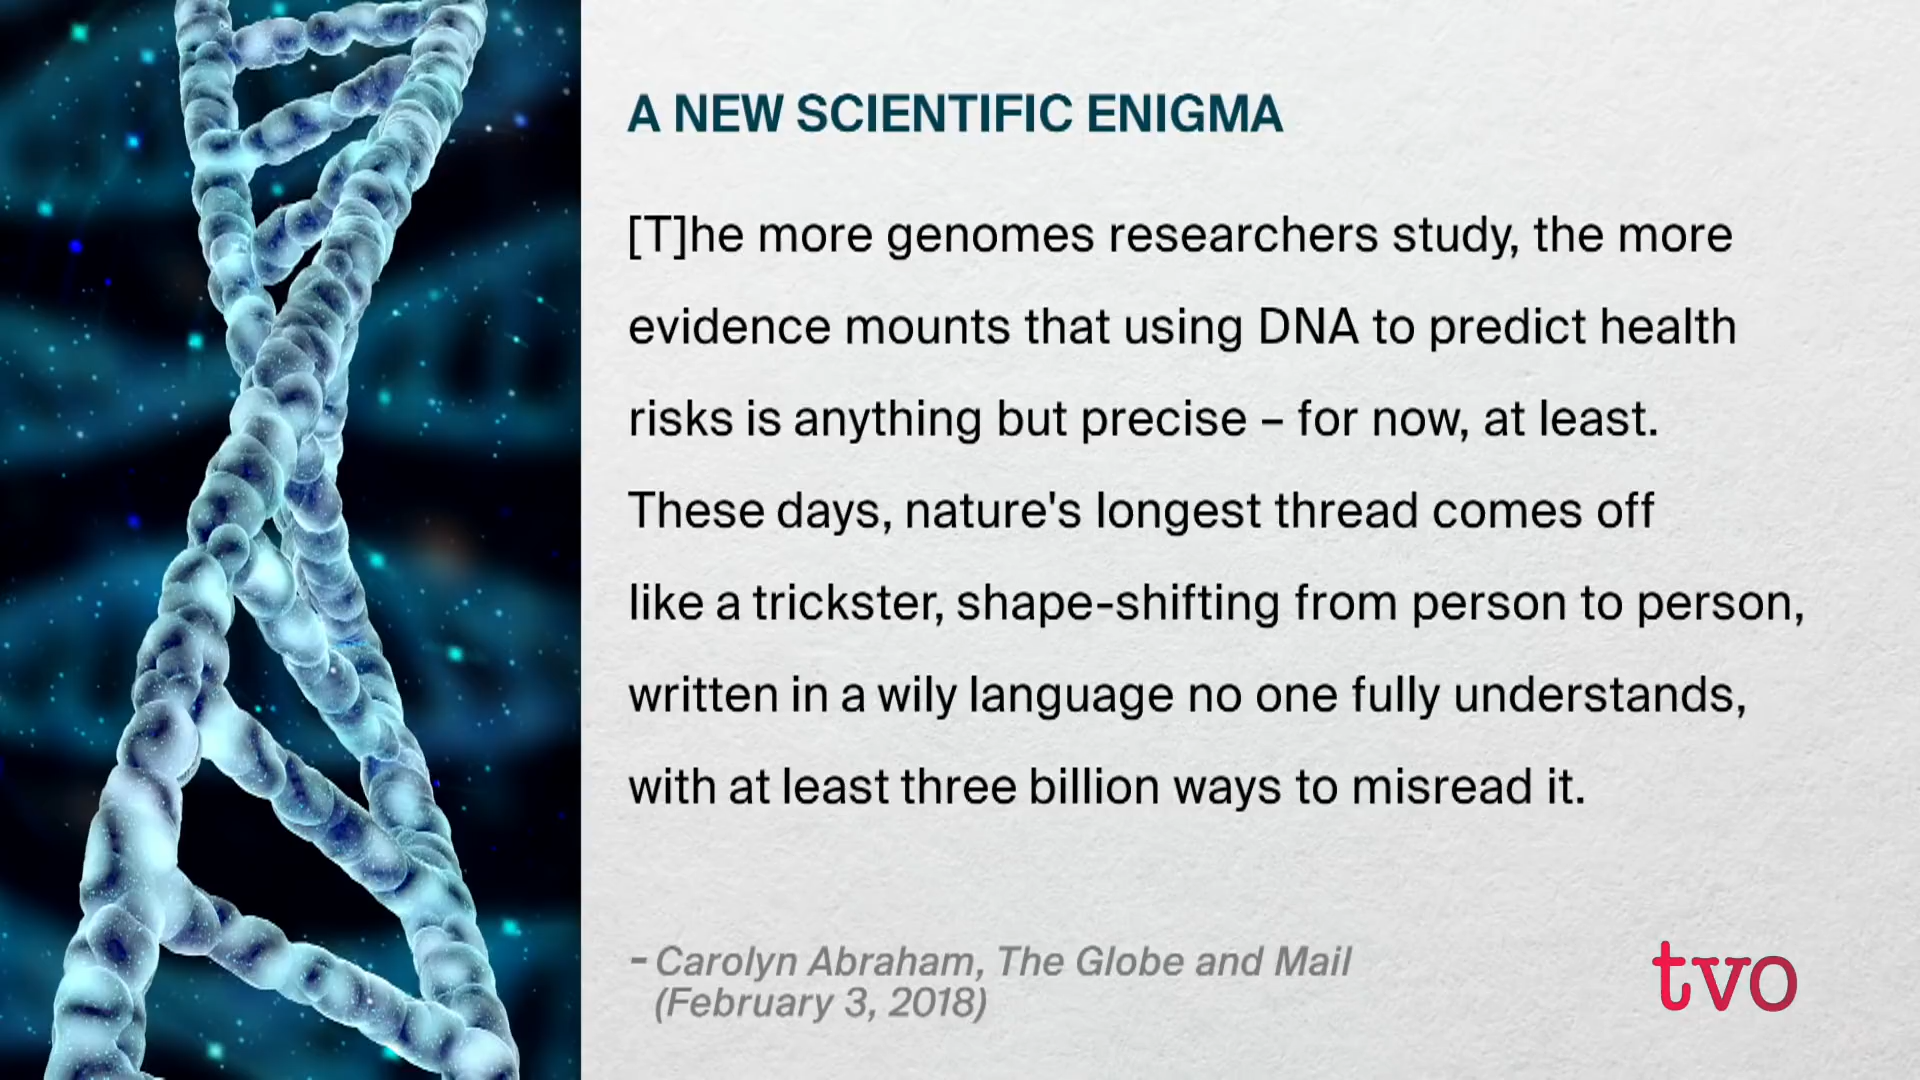 A NEW SCIENTIFIC ENIGMA
[T]he more genomes researchers study, the more
evidence mounts that using DNA to predict health
risks is anything but precise – for now, at least.
These days, nature's longest thread comes off
like a trickster, shape-shifting from person to person,
written in a wily language no one fully understands,
with at least three billion ways to misread it.
- Carolyn Abraham, The Globe and Mail
(February 3, 2018)
tvo